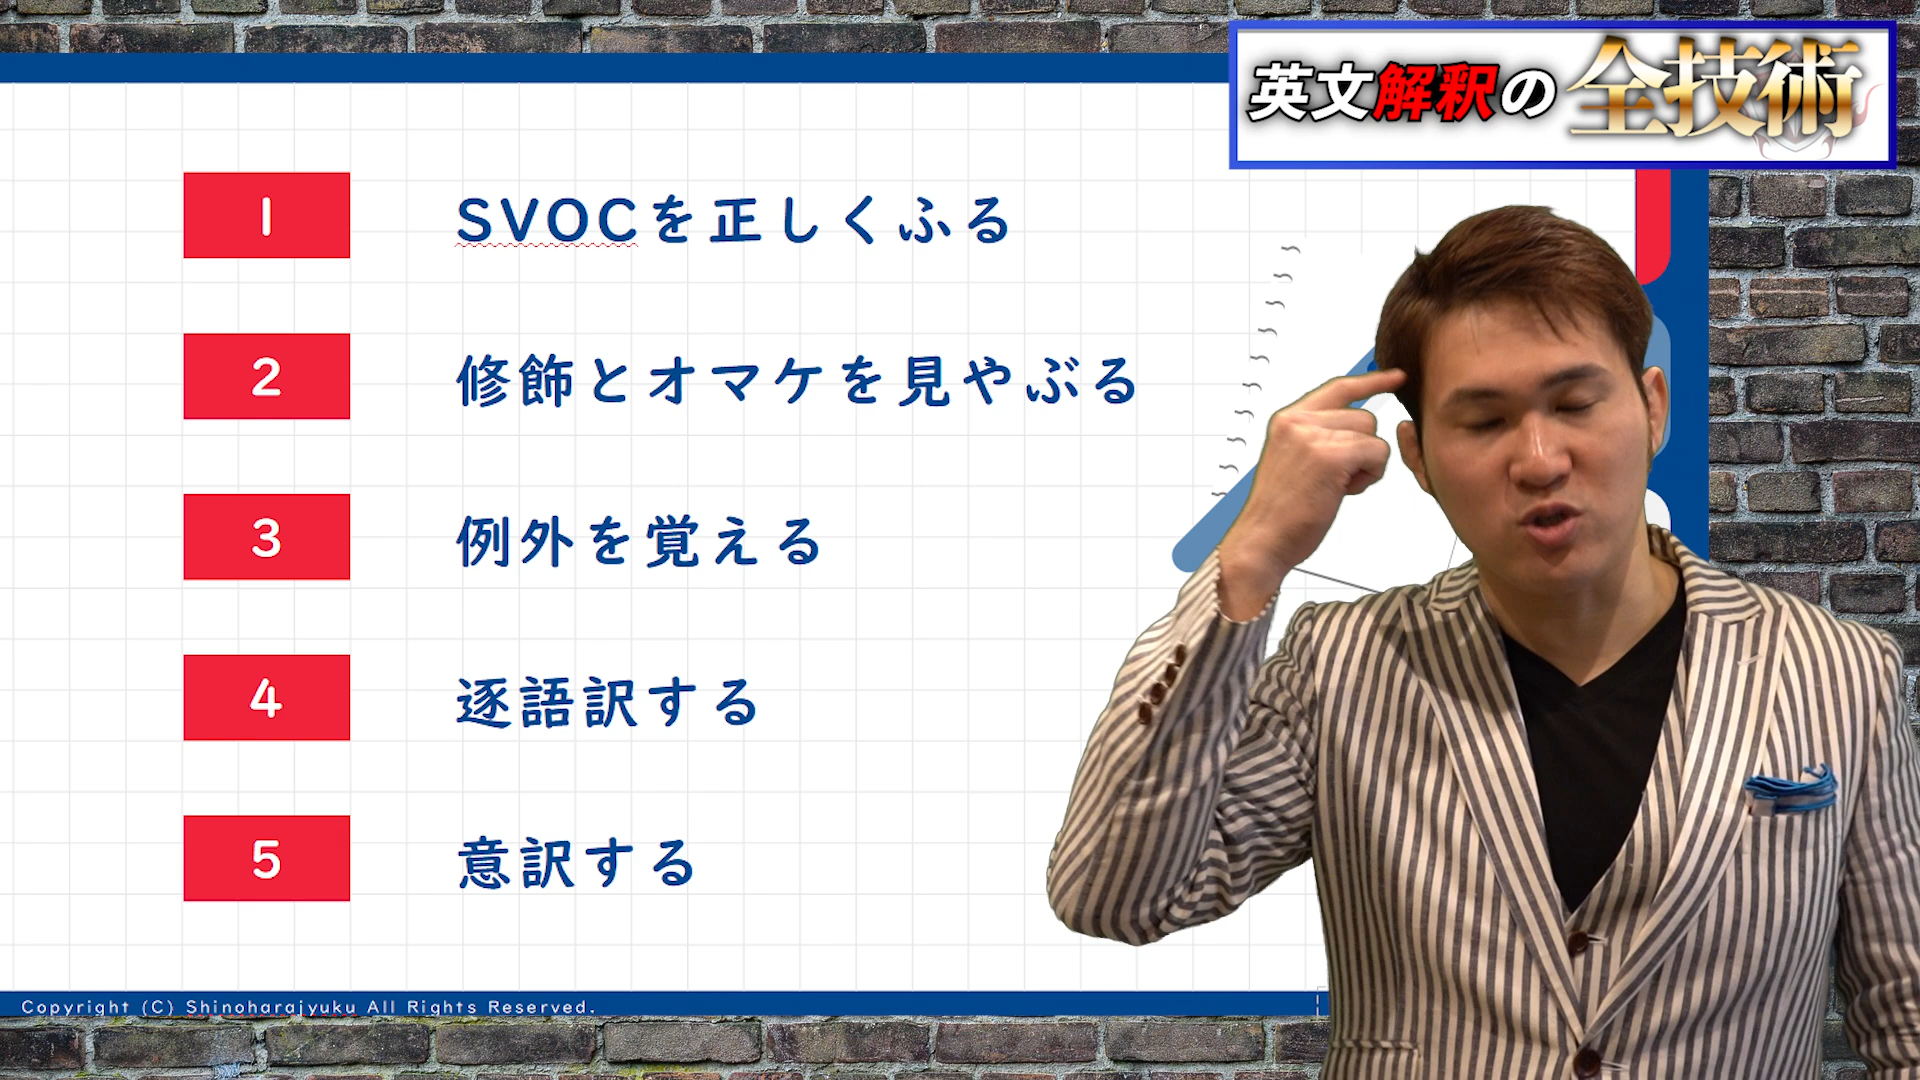 英文解釈の全技術
1 SVOCを正しくふる
2 修飾とオマケを見やぶる
3 例外を覚える
4 逐語訳する
5 意訳する
Copyright (C) Shinoharajyuku All Rights Reserved.